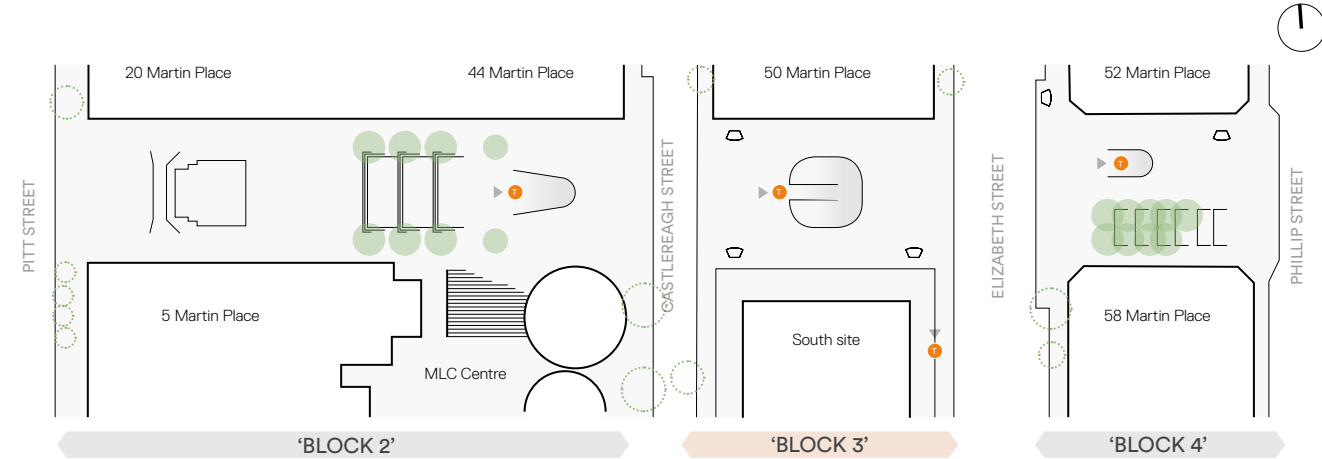 20 Martin Place
44 Martin Place
50 Martin Place
52 Martin Place
PITT STREET
T
CASTLEREAGH STREET
T
ELIZABETH STREET
T
PHILLIP STREET
5 Martin Place
MLC Centre
South site
T
58 Martin Place
‘BLOCK 2’
‘BLOCK 3’
‘BLOCK 4’